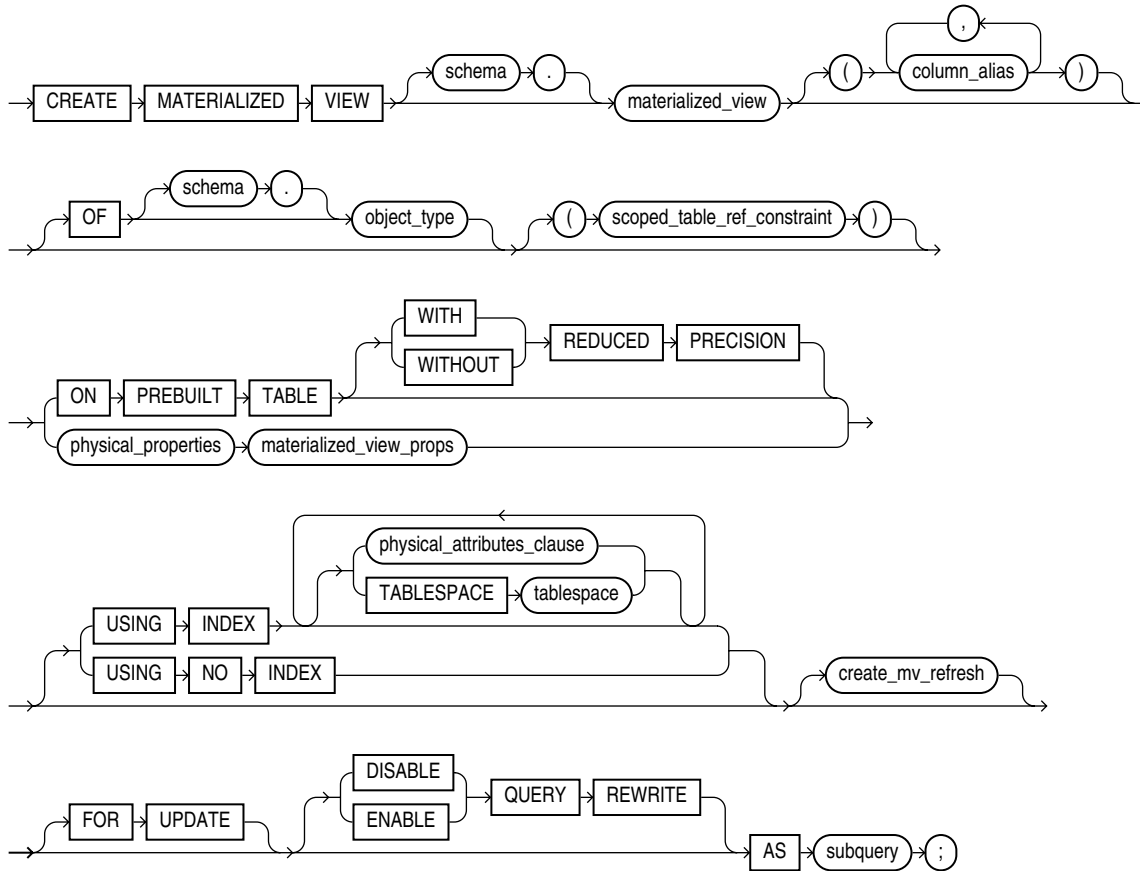 ,
schema . ( column_alias )
CREATE MATERIALIZED VIEW materialized_view
schema . ( scoped_table_ref_constraint )
OF object_type
WITH
REDUCED PRECISION
WITHOUT
ON PREBUILT TABLE
physical_properties materialized_view_props
physical_attributes_clause
TABLESPACE tablespace
USING INDEX
USING NO INDEX create_mv_refresh
DISABLE
FOR UPDATE QUERY REWRITE
ENABLE
AS subquery ;